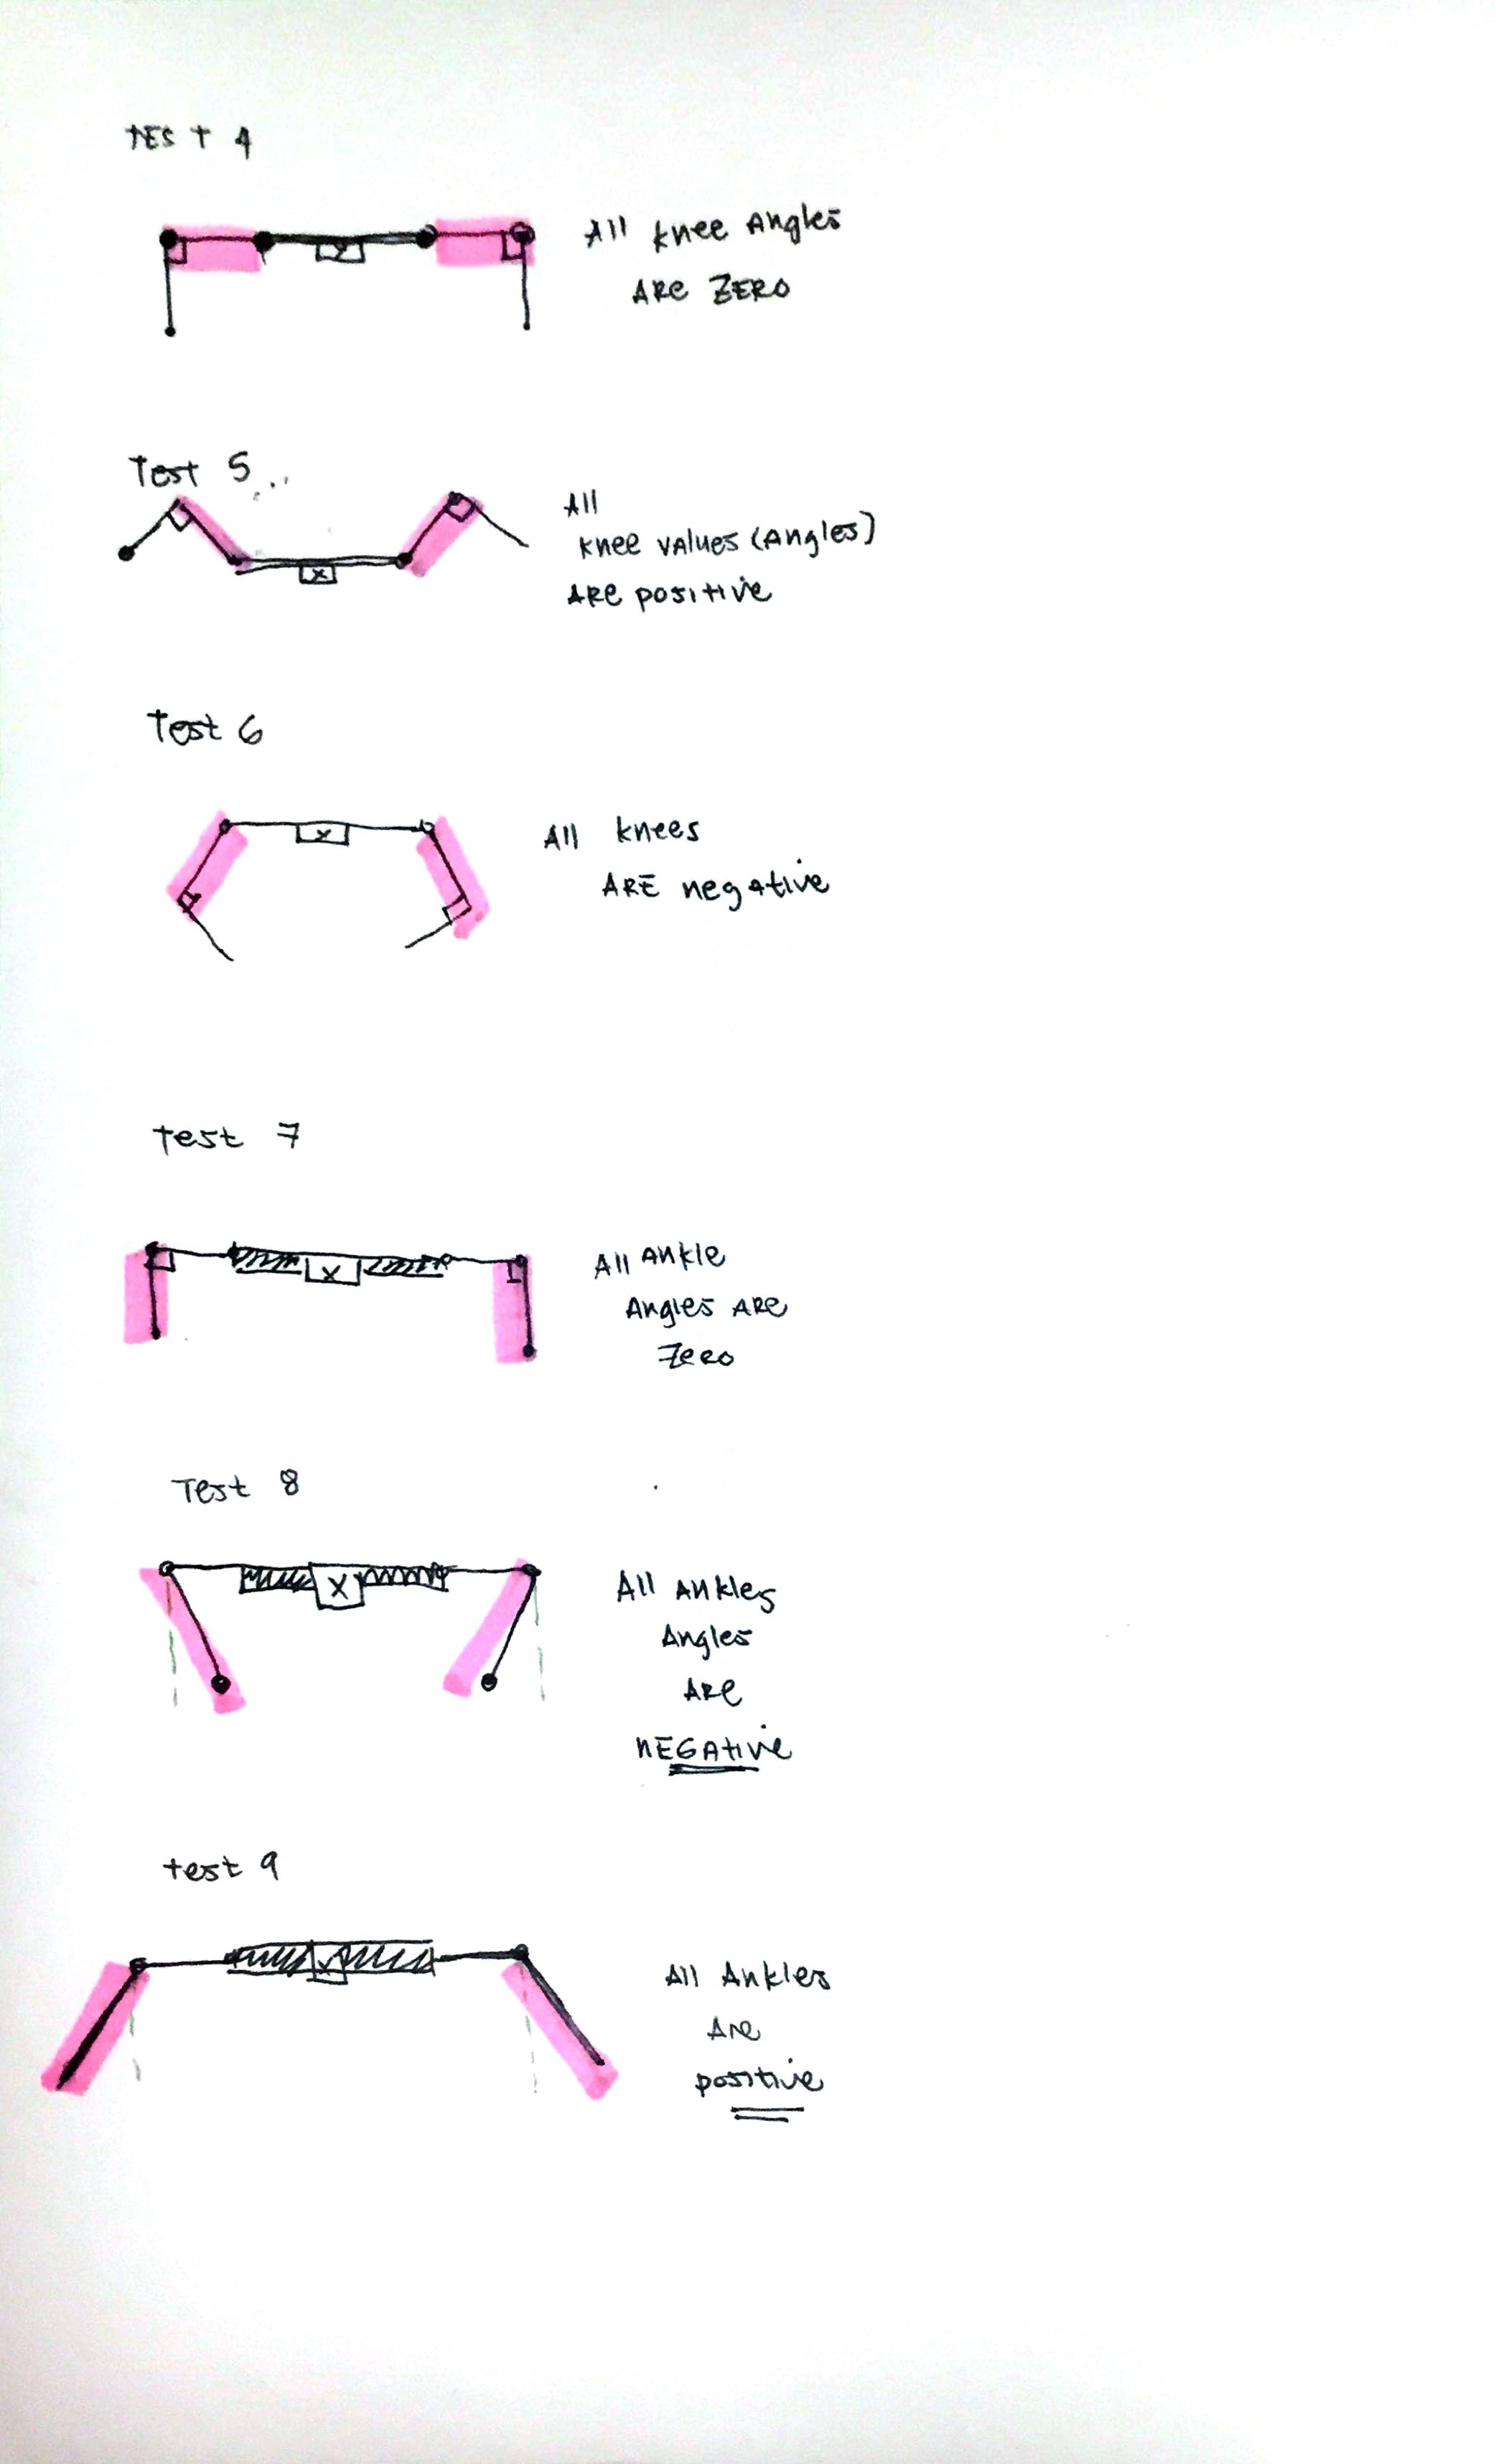 TEST 4
All knee Angles
ARe ZERO
Test 5
All
knee vAlues (Angles)
ARe positive
Test 6
All knees
ARE negative
test 7
X
All Ankle
Angles ARe
Zero
Test 8
X
All Ankles
Angles
ARe
nEGAtive
test 9
All Ankles
Are
positive